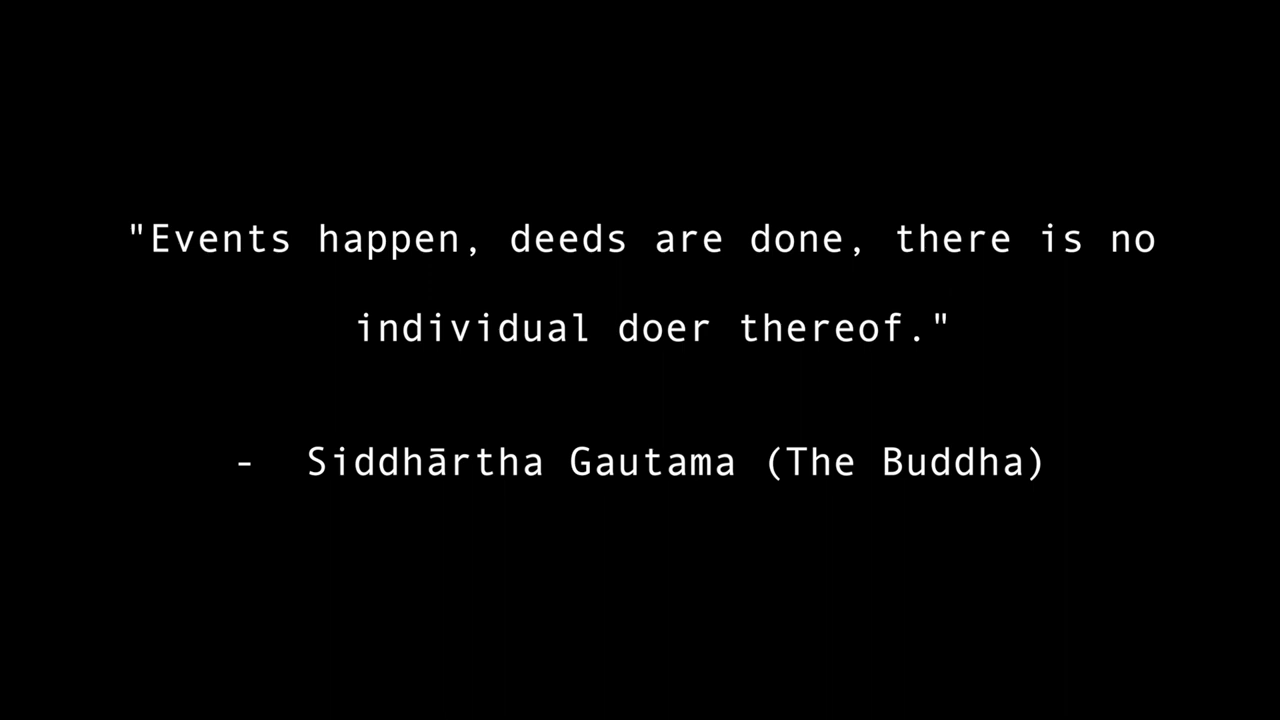 "Events happen, deeds are done, there is no
individual doer thereof."
- Siddhārtha Gautama (The Buddha)